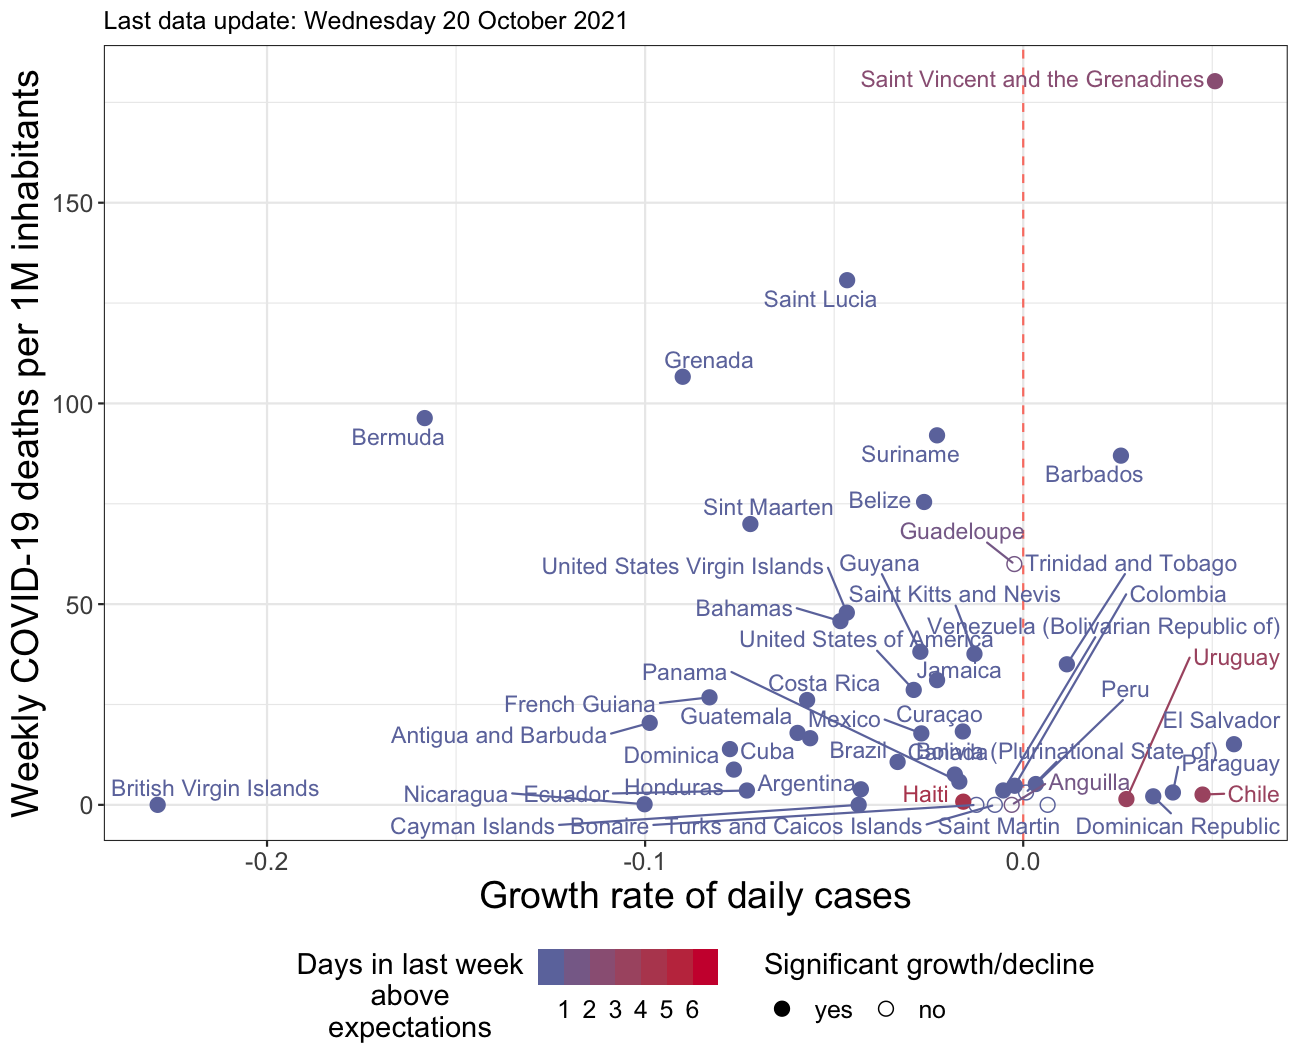 Last data update: Wednesday 20 October 2021
Weekly COVID-19 deaths per 1M inhabitants
150
100
50
0
Saint Vincent and the Grenadines
Saint Lucia
Grenada
Bermuda
Suricame
Barbados
Belize
Sint Maarten
Guadeloupe
United States Virgin Islands
Guyana
Trinidad and Tobago
Saint Kitts and Nevis
Colombia
Bahamas
Venezuela (Bolivarian Republic of)
United States of America
Uruguay
Panama
Jamaica
Costa Rica
Peru
French Guiana
Guatemala
Mexico
Curaçao
El Salvador
Antigua and Barbuda
Dominica
Cuba
Brazil
Canada
Bolivia (Plurinational State of)
Paraguay
British Virgin Islands
Nicaragua
Ecuador
Honduras
Argentina
Haiti
Anguilla
Chile
Cayman Islands
Bonaire
Turks and Caicos Islands
Saint Martin
Dominican Republic
-0.2
-0.1
0.0
Growth rate of daily cases
Days in last week
above
expectations
1 2 3 4 5 6
Significant growth/decline
yes
no